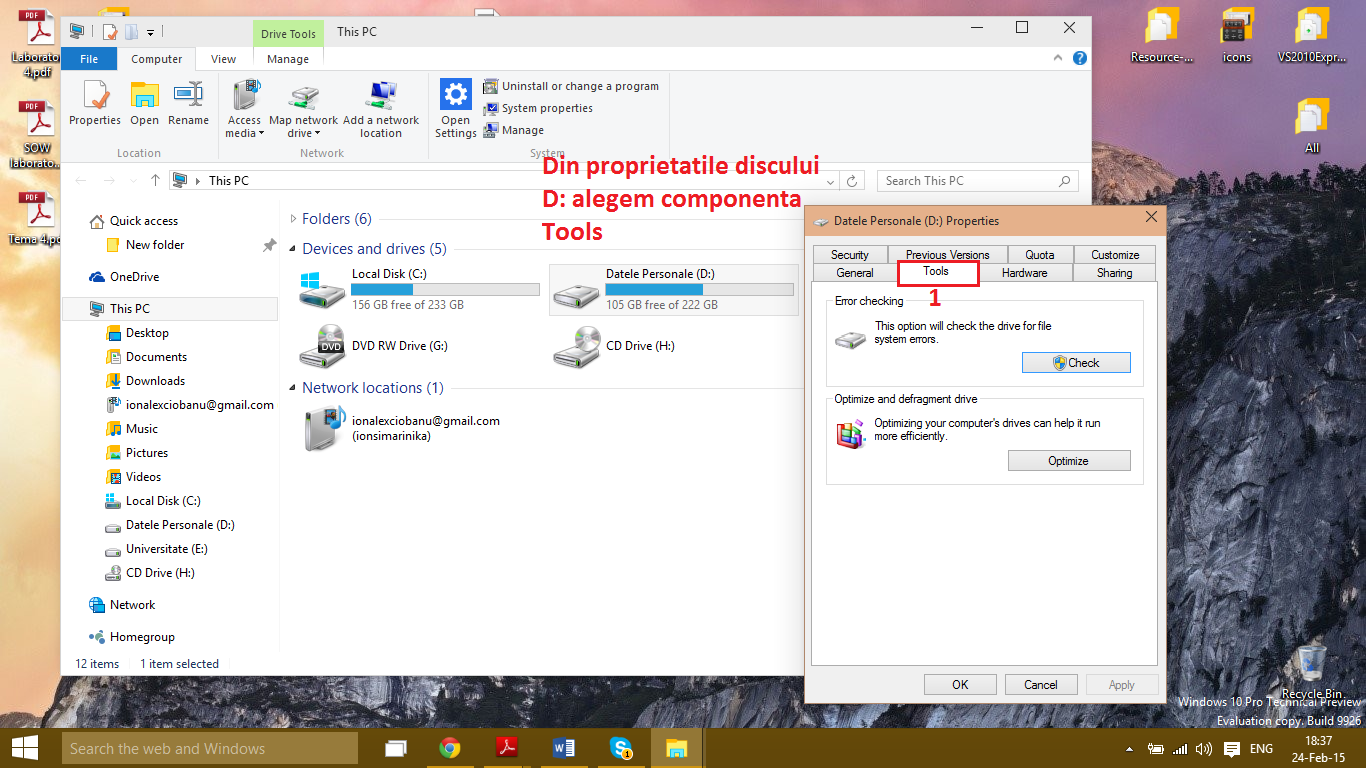 Laborato
4.pdf
SOW
laborato...
Tema 4.pdf
Drive Tools
This PC
File
Computer
View
Manage
Properties
Open
Rename
Access
media
Map network
drive
Add a network
location
Open
Settings
Uninstall or change a program
System properties
Manage
Location
Network
System
Din proprietatile discului
D: alegem componenta
Tools
This PC
Search This PC
Quick access
New folder
OneDrive
This PC
Desktop
Documents
Downloads
ionalexciobanu@gmail.com
Music
Pictures
Videos
Local Disk (C:)
Datele Personale (D:)
Universitate (E:)
CD Drive (H:)
Network
Homegroup
12 items
1 item selected
Folders (6)
Devices and drives (5)
Local Disk (C:)
156 GB free of 233 GB
Datele Personale (D:)
105 GB free of 222 GB
DVD
DVD RW Drive (G:)
CD Drive (H:)
Network locations (1)
ionalexciobanu@gmail.com
(ionsimarinika)
Datele Personale (D:) Properties
Security
Previous Versions
Quota
Customize
General
Tools
Hardware
Sharing
1
Error checking
This option will check the drive for file
system errors.
Check
Optimize and defragment drive
Optimizing your computer's drives can help it run
more efficiently.
Optimize
OK
Cancel
Apply
Resource-...
icons
VS2010Expr...
All
Recycle Bin
Windows 10 Pro Technical Preview
Evaluation copy. Build 9926
Search the web and Windows
ENG
18:37
24-Feb-15